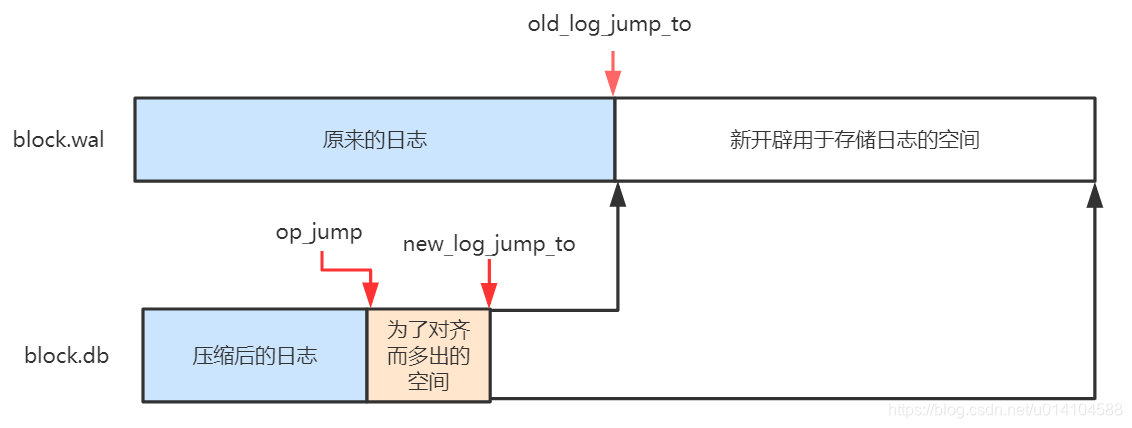 old_log_jump_to
block.wal
原来的日志
新开辟用于存储日志的空间
op_jump
new_log_jump_to
block.db
压缩后的日志
为了对齐
而多出的
空间
https://blog.csdn.net/u014104588